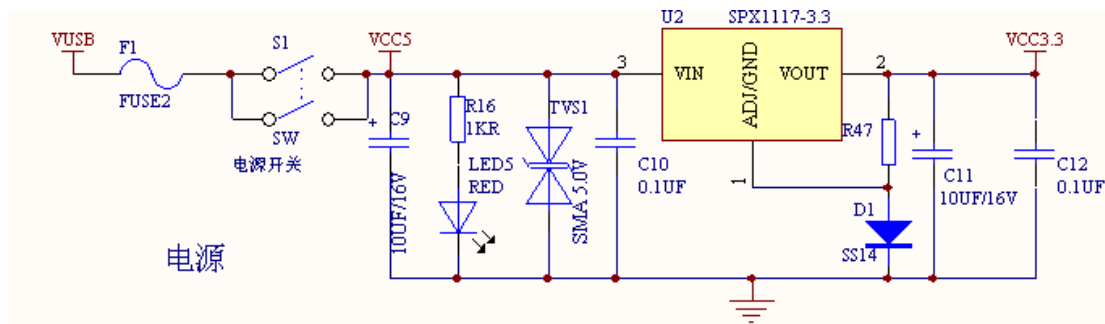 U2
SPX1117-3.3
VUSB
F1
S1
VCC5
VCC3.3
3
VIN
ADJ/GND
VOUT
2
FUSE2
SW
电源开关
+
C9
10UF/16V
R16
1KR
LED5
RED
TVS1
SMA 5.0V
C10
0.1UF
1
R47
+
C11
10UF/16V
C12
0.1UF
D1
SS14
电源